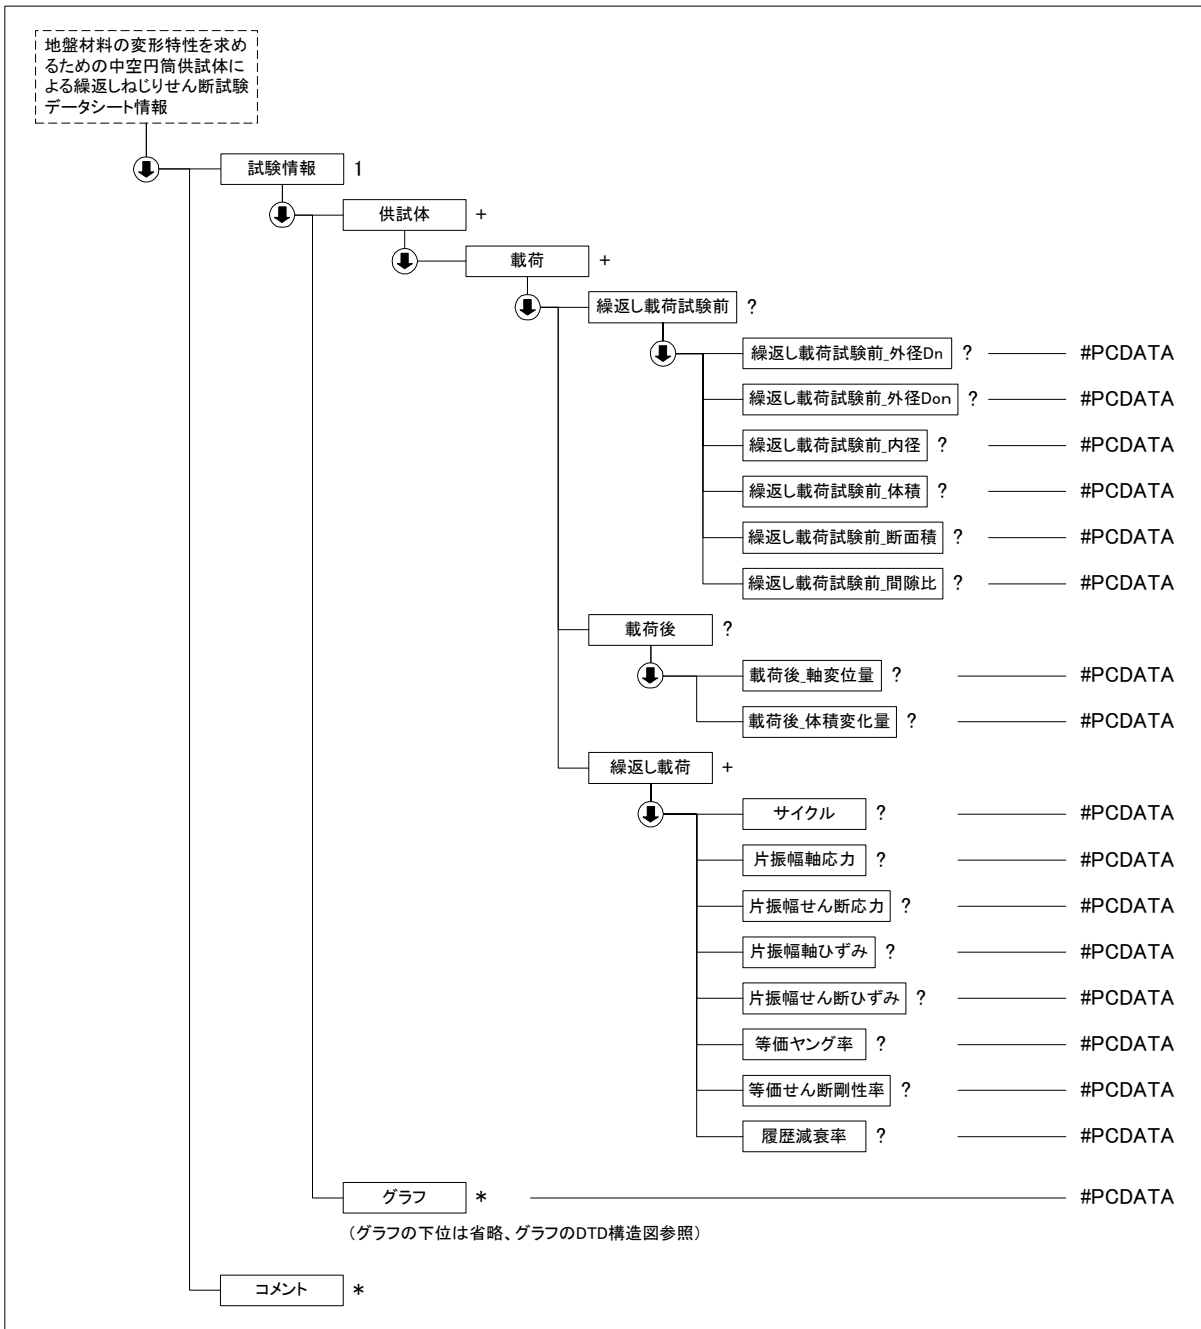 地盤材料の変形特性を求め
るための中空円筒供試体に
よる繰返しねじりせん断試験
データシート情報
試験情報 1
供試体 +
載荷 +
繰返し載荷試験前 ?
繰返し載荷試験前_外径Dn ? #PCDATA
繰返し載荷試験前_外径Don ? #PCDATA
繰返し載荷試験前_内径 ? #PCDATA
繰返し載荷試験前_体積 ? #PCDATA
繰返し載荷試験前_断面積 ? #PCDATA
繰返し載荷試験前_間隙比 ? #PCDATA
載荷後 ?
載荷後_軸変位量 ? #PCDATA
載荷後_体積変化量 ? #PCDATA
繰返し載荷 +
サイクル ? #PCDATA
片振幅軸応力 ? #PCDATA
片振幅せん断応力 ? #PCDATA
片振幅軸ひずみ ? #PCDATA
片振幅せん断ひずみ ? #PCDATA
等価ヤング率 ? #PCDATA
等価せん断剛性率 ? #PCDATA
履歴減衰率 ? #PCDATA
グラフ * #PCDATA
(グラフの下位は省略、グラフのDTD構造図参照)
コメント *